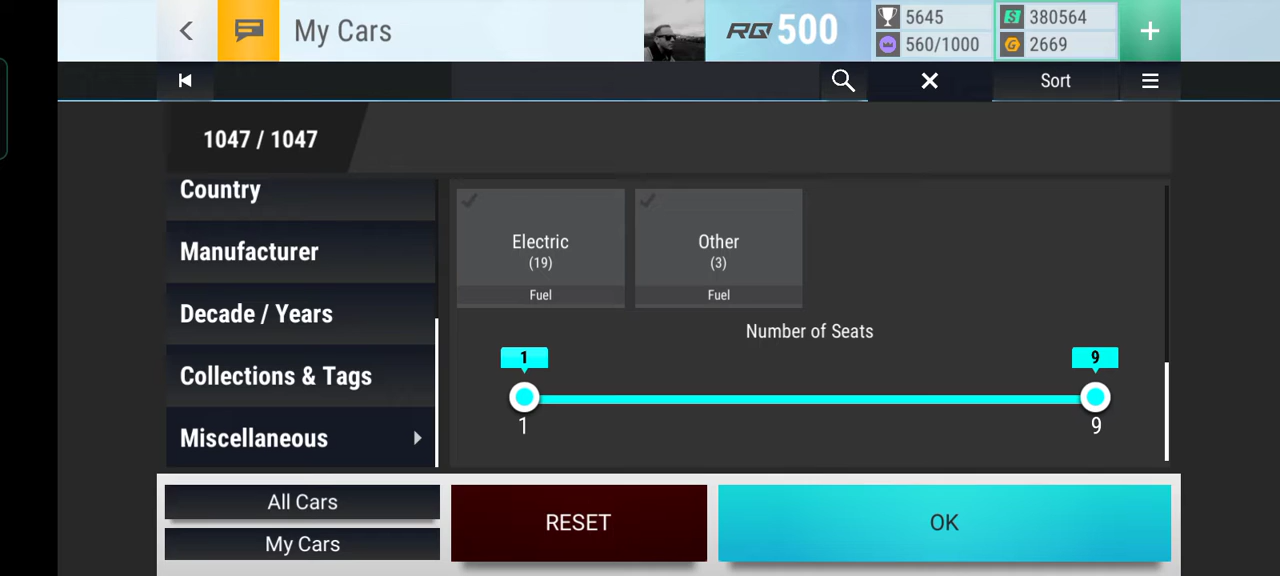 My Cars
RQ 500
5645
560/1000
380564
2669
+
Sort
1047 / 1047
Country
Manufacturer
Decade / Years
Collections & Tags
Miscellaneous
Electric
(19)
Fuel
Other
(3)
Fuel
Number of Seats
1
9
1
9
All Cars
My Cars
RESET
OK